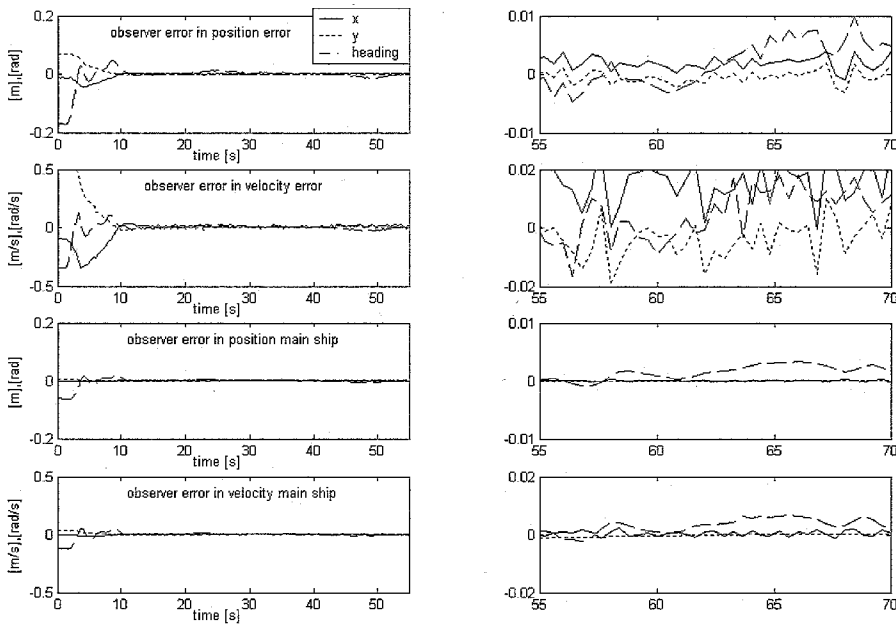 0.2
observer error in position error
x
y
heading
0.01
[m],[rad]
0
0
-0.2
0 10 20 30 40 50
-0.01
55 60 65 70
time [s]
0.5
observer error in velocity error
0.02
[m/s],[rad/s]
0
0
-0.5
0 10 20 30 40 50
-0.02
55 60 65 70
time [s]
0.2
observer error in position main ship
0.01
[m],[rad]
0
0
-0.2
0 10 20 30 40 50
-0.01
55 60 65 70
time [s]
0.5
observer error in velocity main ship
0.02
[m/s],[rad/s]
0
0
-0.5
0 10 20 30 40 50
-0.02
55 60 65 70
time [s]